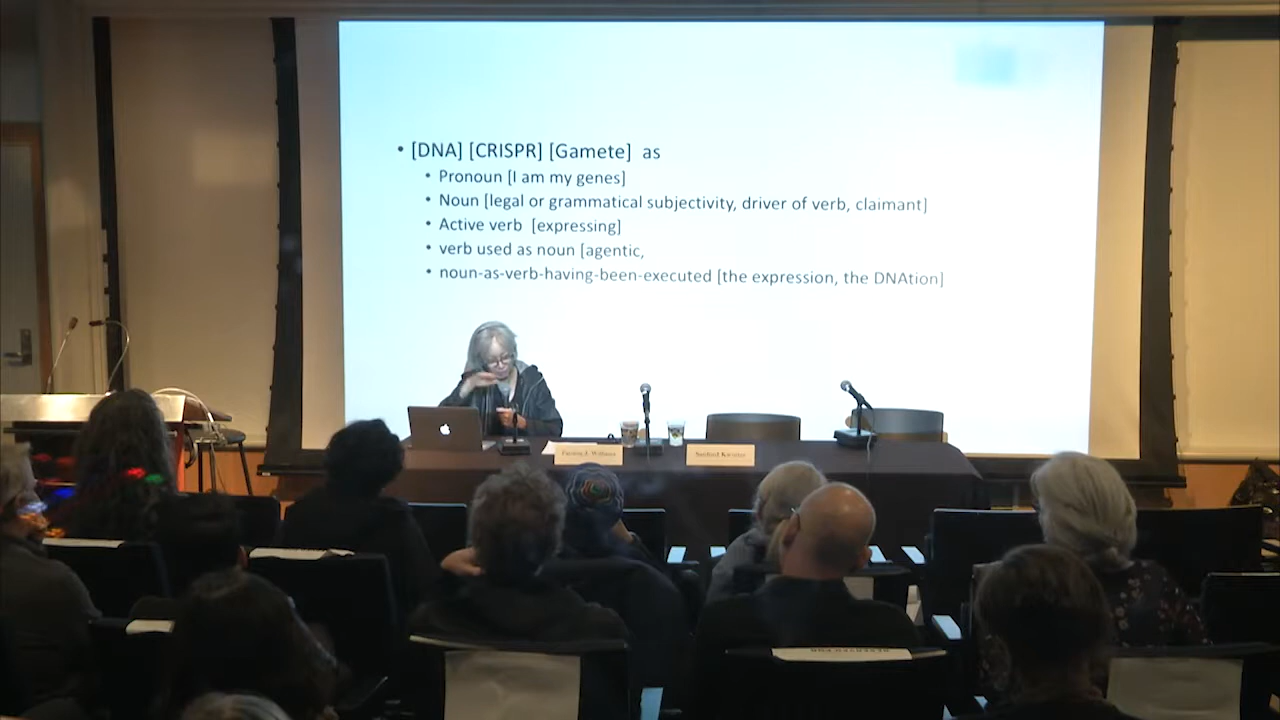 • [DNA] [CRISPR] [Gamete] as
• Pronoun [I am my genes]
• Noun [legal or grammatical subjectivity, driver of verb, claimant]
• Active verb [expressing]
• verb used as noun [agentic,
• noun-as-verb-having-been-executed [the expression, the DNAtion]